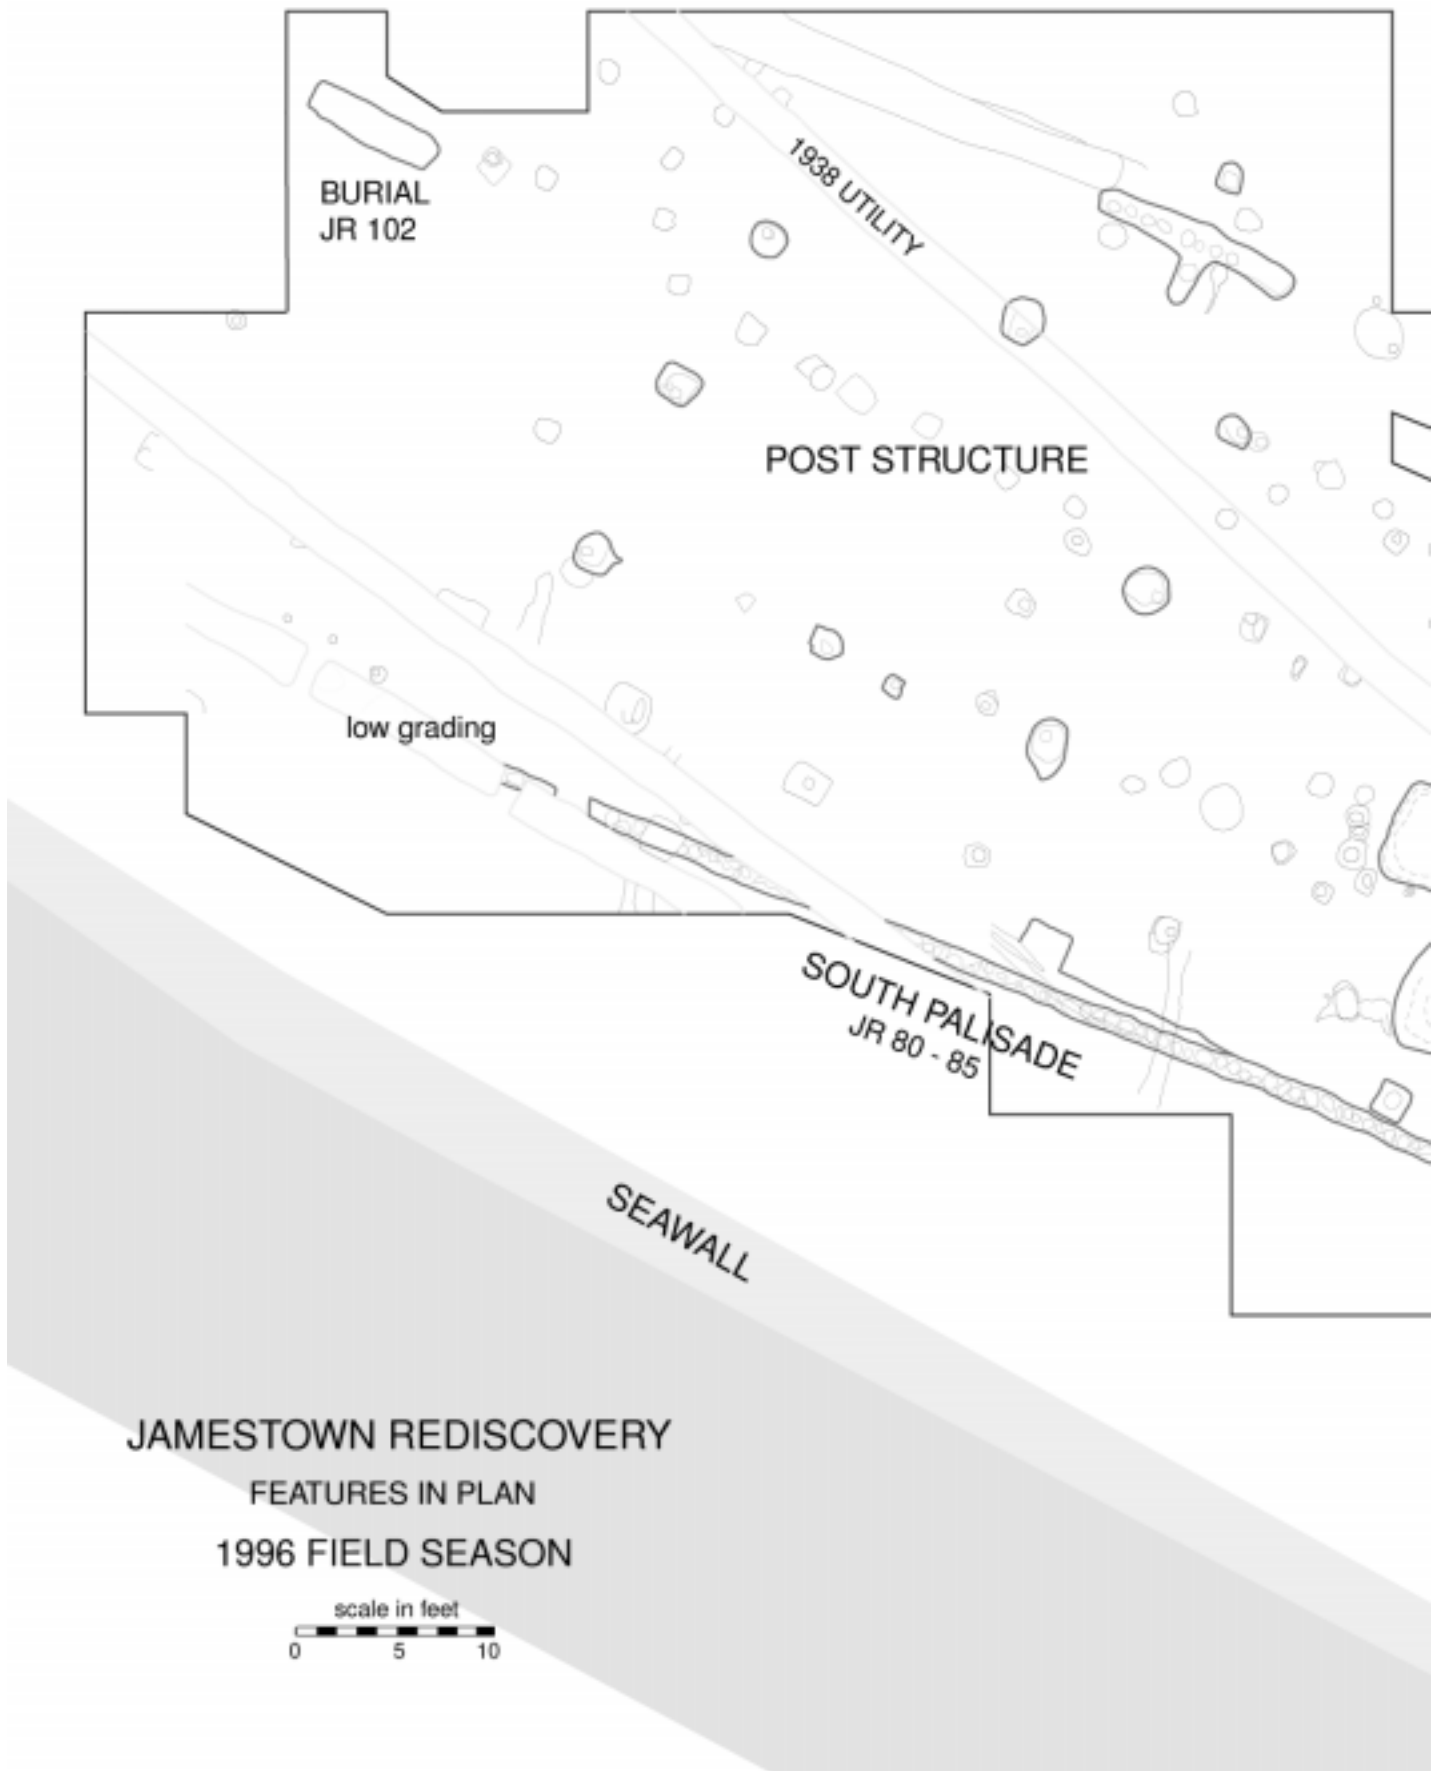 BURIAL
JR 102
1938 UTILITY
POST STRUCTURE
low grading
SOUTH PALISADE
JR 80 - 85
SEAWALL
JAMESTOWN REDISCOVERY
FEATURES IN PLAN
1996 FIELD SEASON
scale in feet
0 5 10